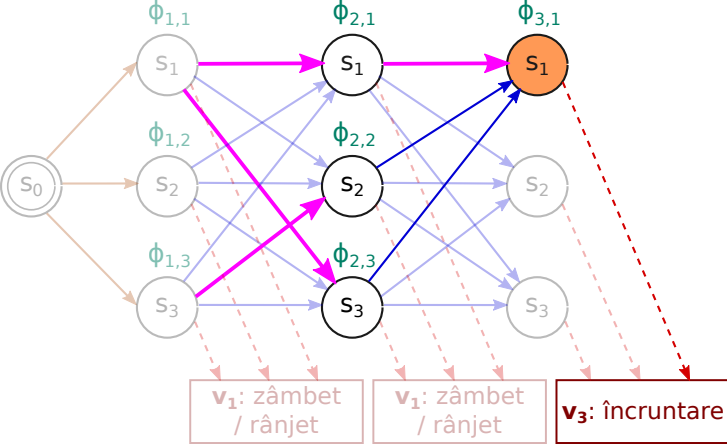 ϕ1,1 ϕ2,1 ϕ3,1
s1 s1 s1
ϕ1,2 ϕ2,2
s0 s2 s2 s2
ϕ1,3 ϕ2,3
s3 s3 s3
v1: zâmbet
/ rânjet
v1: zâmbet
/ rânjet
v3: încruntare